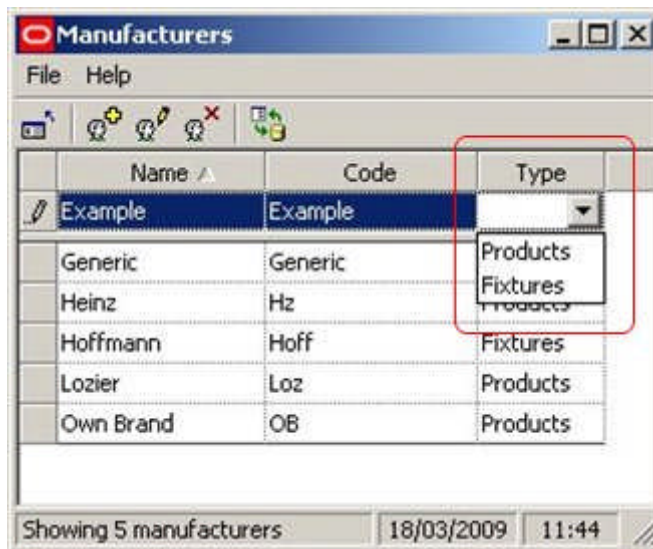 Manufacturers
File Help
Name Code Type
Example Example
Products
Fixtures
Generic Generic
Heinz Hz Products
Hoffmann Hoff Fixtures
Lozier Loz Products
Own Brand OB Products
Showing 5 manufacturers 18/03/2009 11:44